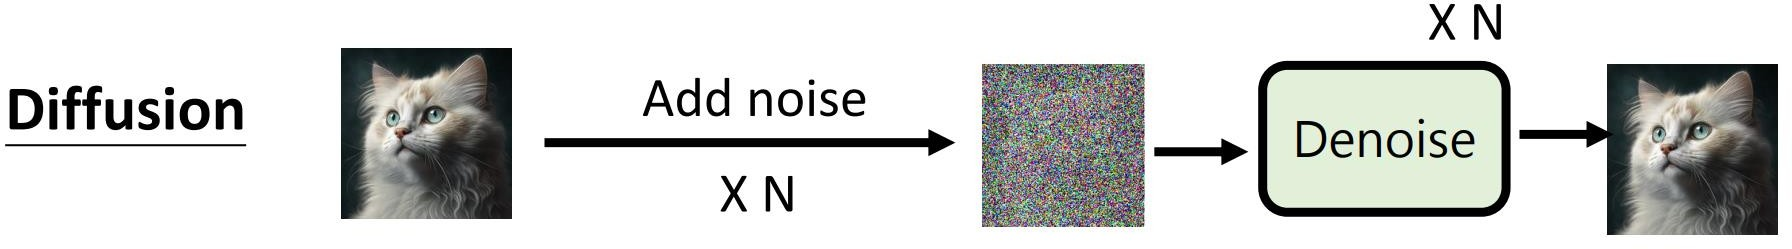 Diffusion
Add noise
X N
X N
Denoise